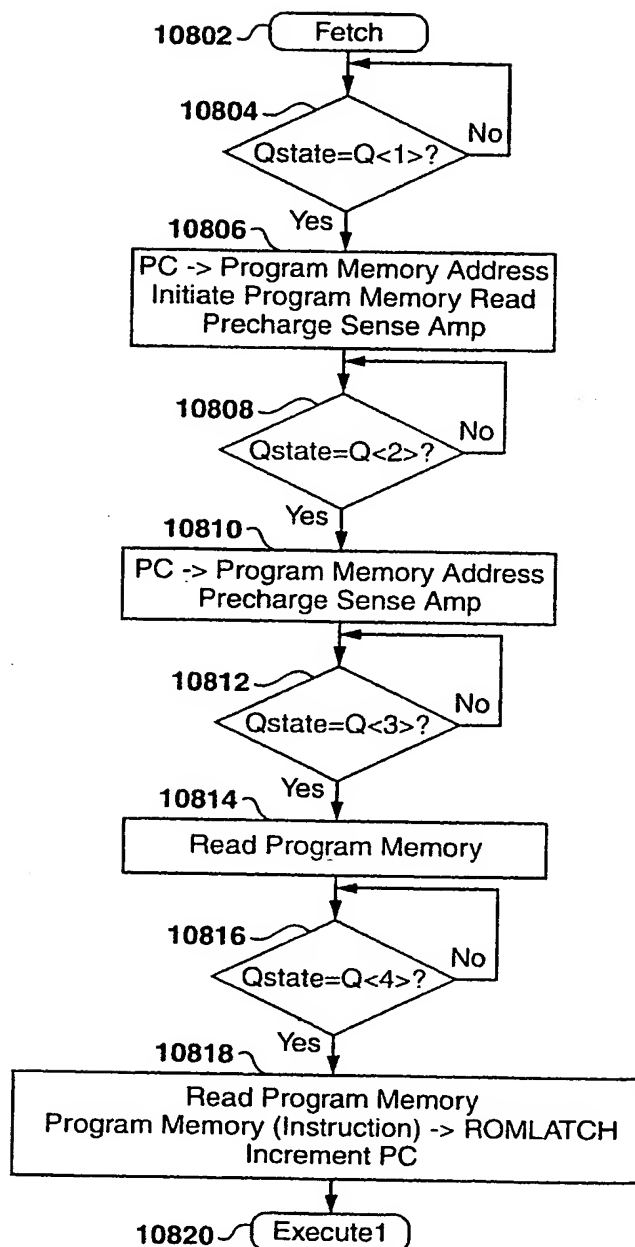 10802 Fetch
10804
Qstate=Q<1>?
No
Yes
10806
PC -> Program Memory Address
Initiate Program Memory Read
Precharge Sense Amp
10808
Qstate=Q<2>?
No
Yes
10810
PC -> Program Memory Address
Precharge Sense Amp
10812
Qstate=Q<3>?
No
Yes
10814
Read Program Memory
10816
Qstate=Q<4>?
No
Yes
10818
Read Program Memory
Program Memory (Instruction) -> ROMLATCH
Increment PC
10820 Execute1